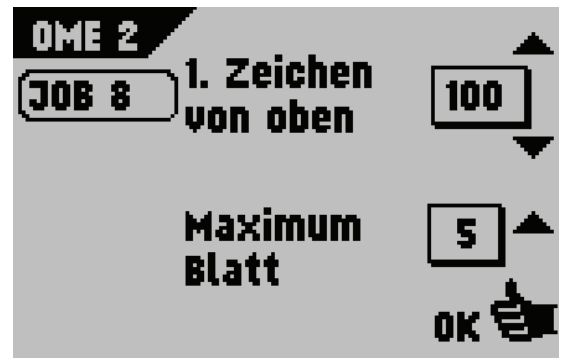 OME 2
JOB 8
1. Zeichen
von oben
100
Maximum
Blatt
5
OK